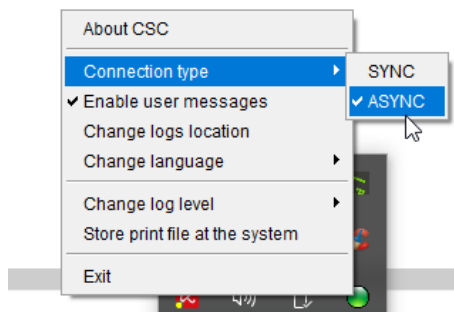 About CSC
Connection type
SYNC
Enable user messages
ASYNC
Change logs location
Change language
Change log level
Store print file at the system
Exit